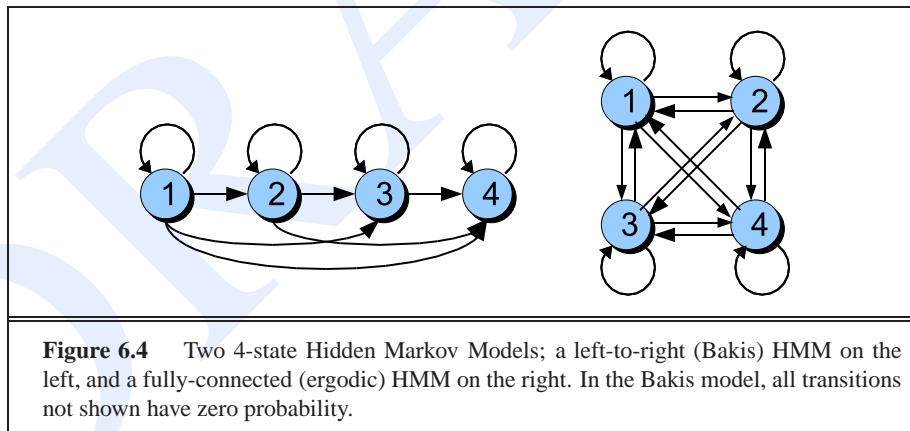 1 2 3 4
1 2
3 4
Figure 6.4 Two 4-state Hidden Markov Models; a left-to-right (Bakis) HMM on the
left, and a fully-connected (ergodic) HMM on the right. In the Bakis model, all transitions
not shown have zero probability.